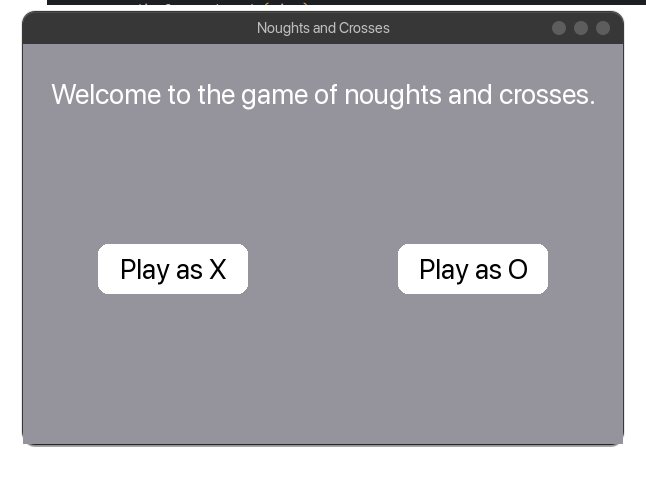 Noughts and Crosses
Welcome to the game of noughts and crosses.
Play as X
Play as O